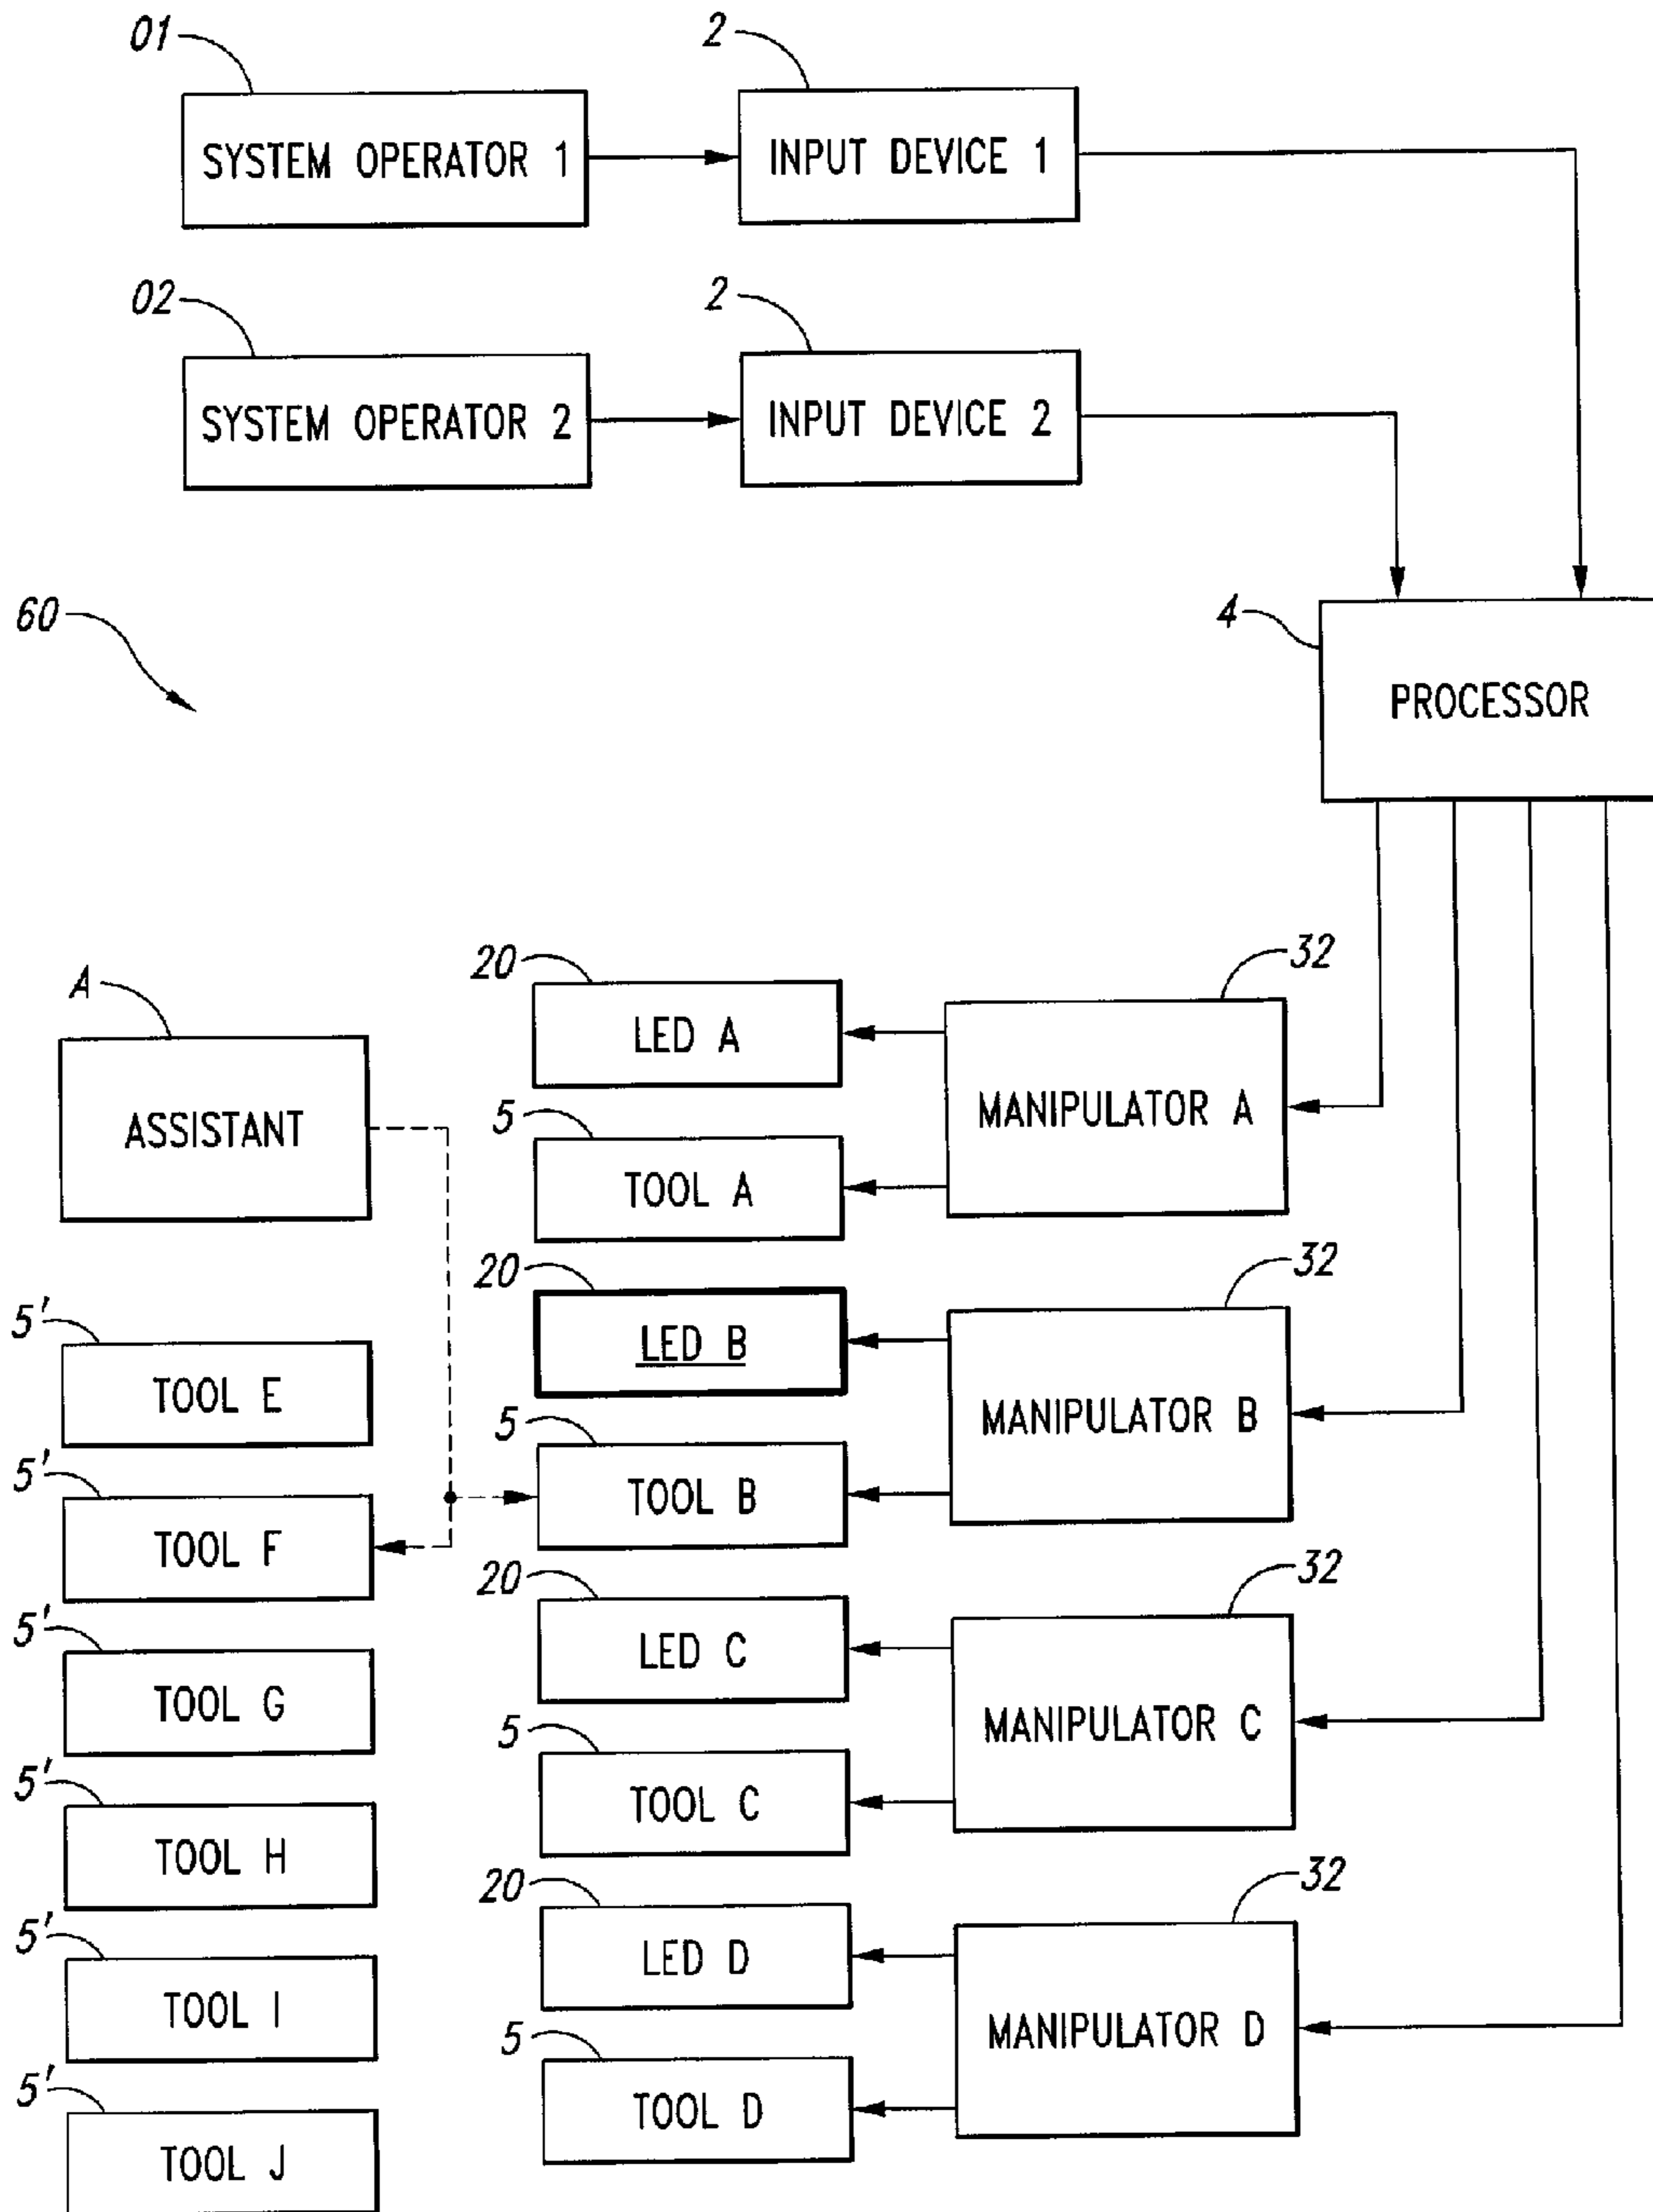 01
2
SYSTEM OPERATOR 1
INPUT DEVICE 1
02
2
SYSTEM OPERATOR 2
INPUT DEVICE 2
60
4
PROCESSOR
A
ASSISTANT
20
LED A
32
MANIPULATOR A
5
TOOL A
20
LED B
32
MANIPULATOR B
5
TOOL B
20
LED C
32
MANIPULATOR C
5
TOOL C
20
LED D
32
MANIPULATOR D
5
TOOL D
5'
TOOL E
5'
TOOL F
5'
TOOL G
5'
TOOL H
5'
TOOL I
5'
TOOL J